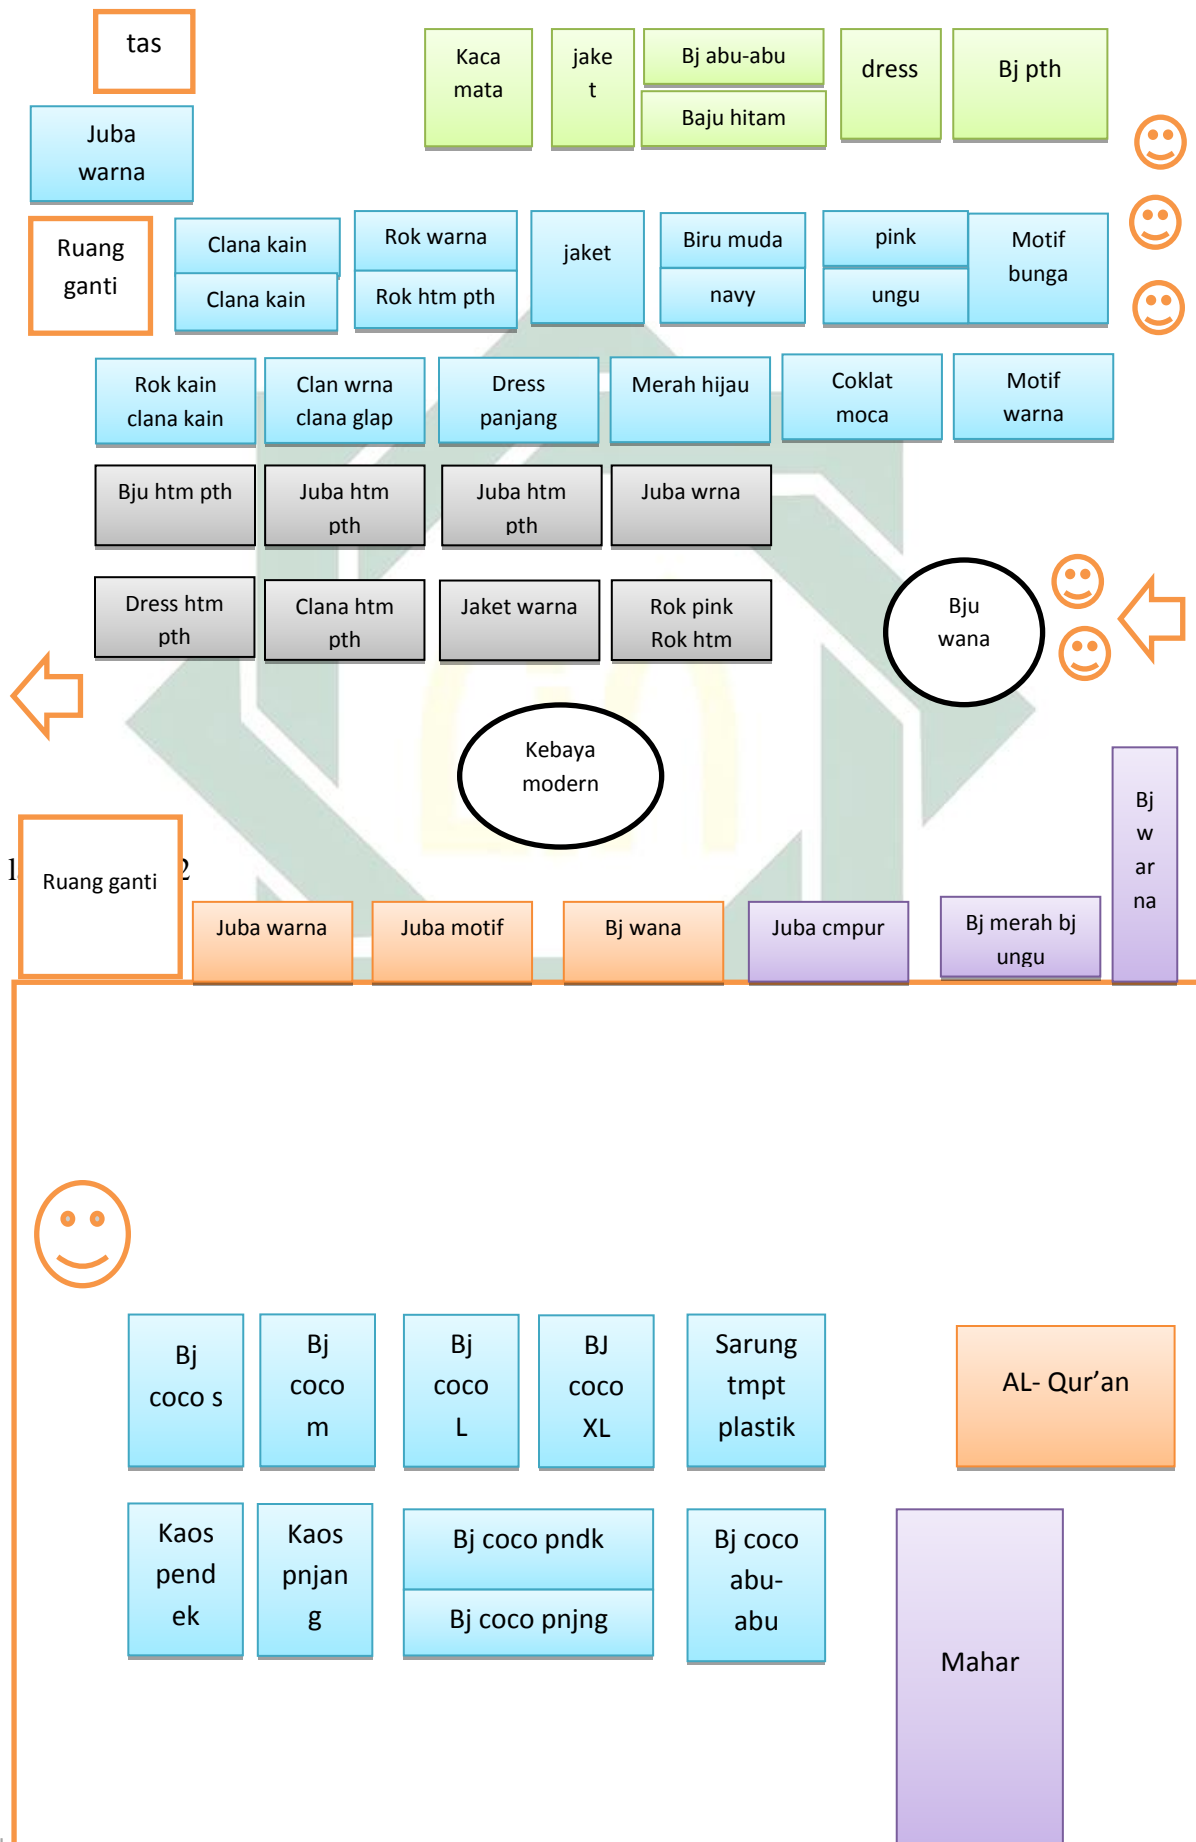 tas
Kaca
mata
jake
t
Bj abu-abu
Baju hitam
dress
Bj pth
Juba
warna
Ruang
ganti
Clana kain
Clana kain
Rok warna
Rok htm pth
jaket
Biru muda
navy
pink
ungu
Motif
bunga
Rok kain
clana kain
Clan wrna
clana glap
Dress
panjang
Merah hijau
Coklat
moca
Motif
warna
Bju htm pth
Juba htm
pth
Juba htm
pth
Juba wrna
Dress htm
pth
Clana htm
pth
Jaket warna
Rok pink
Rok htm
Bju
wana
Kebaya
modern
Bj
w
ar
na
Ruang ganti
2
Juba warna
Juba motif
Bj wana
Juba cmpur
Bj merah bj
ungu
Bj
coco s
Bj
coco
m
Bj
coco
L
BJ
coco
XL
Sarung
tmpt
plastik
AL- Qur’an
Kaos
pend
ek
Kaos
pnjan
g
Bj coco pndk
Bj coco pnjng
Bj coco
abu-
abu
Mahar